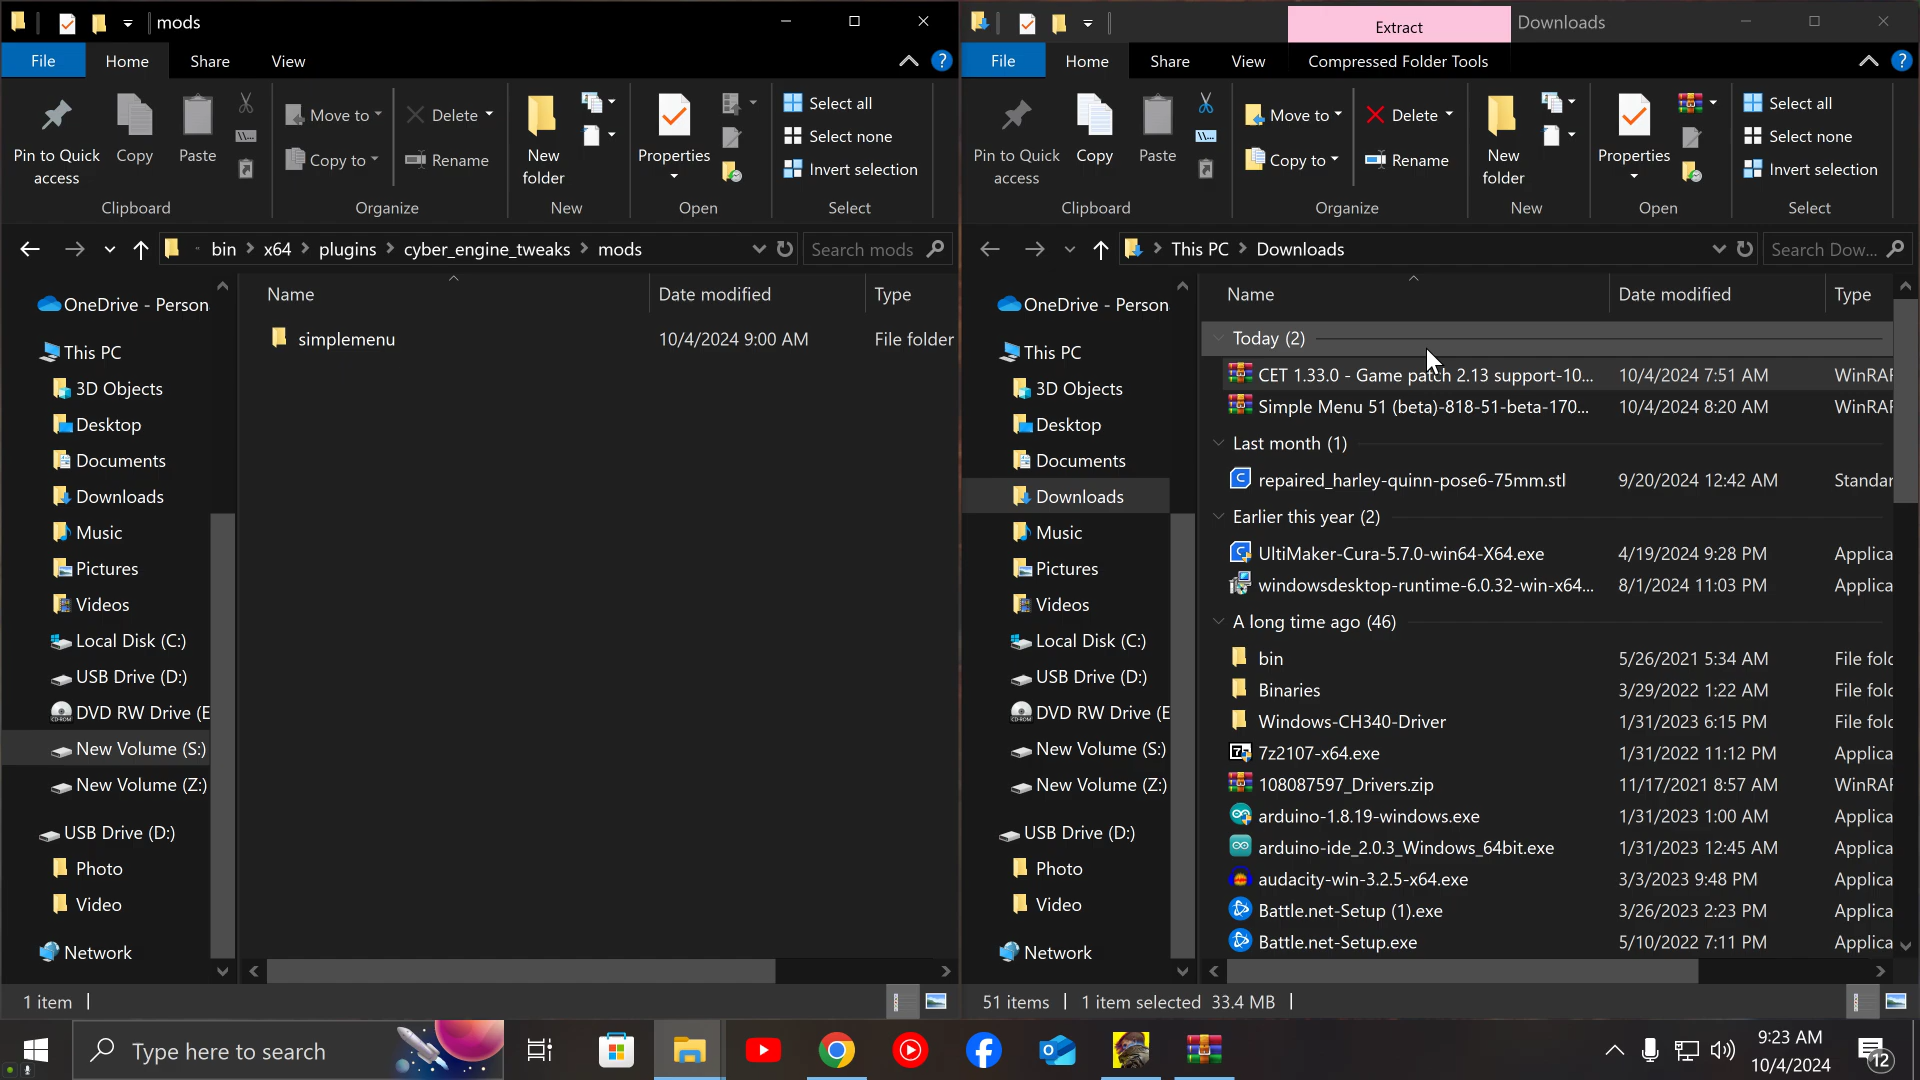 mods
File
Home
Share
View
Pin to Quick access
Copy
Paste
Move to
Copy to
Delete
Rename
New folder
Properties
Select all
Select none
Invert selection
Clipboard
Organize
New
Open
Select
bin > x64 > plugins > cyber_engine_tweaks > mods
Search mods
Name
Date modified
Type
simplemenu 10/4/2024 9:00 AM File folder
OneDrive - Person
This PC
3D Objects
Desktop
Documents
Downloads
Music
Pictures
Videos
Local Disk (C:)
USB Drive (D:)
DVD RW Drive (E
New Volume (S:)
New Volume (Z:)
USB Drive (D:)
Photo
Video
Network
1 item
Extract
Downloads
File
Home
Share
View
Compressed Folder Tools
Pin to Quick access
Copy
Paste
Move to
Copy to
Delete
Rename
New folder
Properties
Select all
Select none
Invert selection
Clipboard
Organize
New
Open
Select
This PC > Downloads
Search Dow...
Name
Date modified
Type
OneDrive - Person
This PC
3D Objects
Desktop
Documents
Downloads
Music
Pictures
Videos
Local Disk (C:)
USB Drive (D:)
DVD RW Drive (E
New Volume (S:)
New Volume (Z:)
USB Drive (D:)
Photo
Video
Network
Today (2)
CET 1.33.0 - Game patch 2.13 support-10... 10/4/2024 7:51 AM WinRAF
Simple Menu 51 (beta)-818-51-beta-170... 10/4/2024 8:20 AM WinRAF
Last month (1)
repaired_harley-quinn-pose6-75mm.stl 9/20/2024 12:42 AM Standar
Earlier this year (2)
UltiMaker-Cura-5.7.0-win64-X64.exe 4/19/2024 9:28 PM Applica
windowsdesktop-runtime-6.0.32-win-x64... 8/1/2024 11:03 PM Applica
A long time ago (46)
bin 5/26/2021 5:34 AM File folc
Binaries 3/29/2022 1:22 AM File folc
Windows-CH340-Driver 1/31/2023 6:15 PM File folc
7z2107-x64.exe 1/31/2022 11:12 PM Applica
108087597_Drivers.zip 11/17/2021 8:57 AM WinRAF
arduino-1.8.19-windows.exe 1/31/2023 1:00 AM Applica
arduino-ide_2.0.3_Windows_64bit.exe 1/31/2023 12:45 AM Applica
audacity-win-3.2.5-x64.exe 3/3/2023 9:48 PM Applica
Battle.net-Setup (1).exe 3/26/2023 2:23 PM Applica
Battle.net-Setup.exe 5/10/2022 7:11 PM Applica
51 items
1 item selected 33.4 MB
Type here to search
9:23 AM
10/4/2024
12